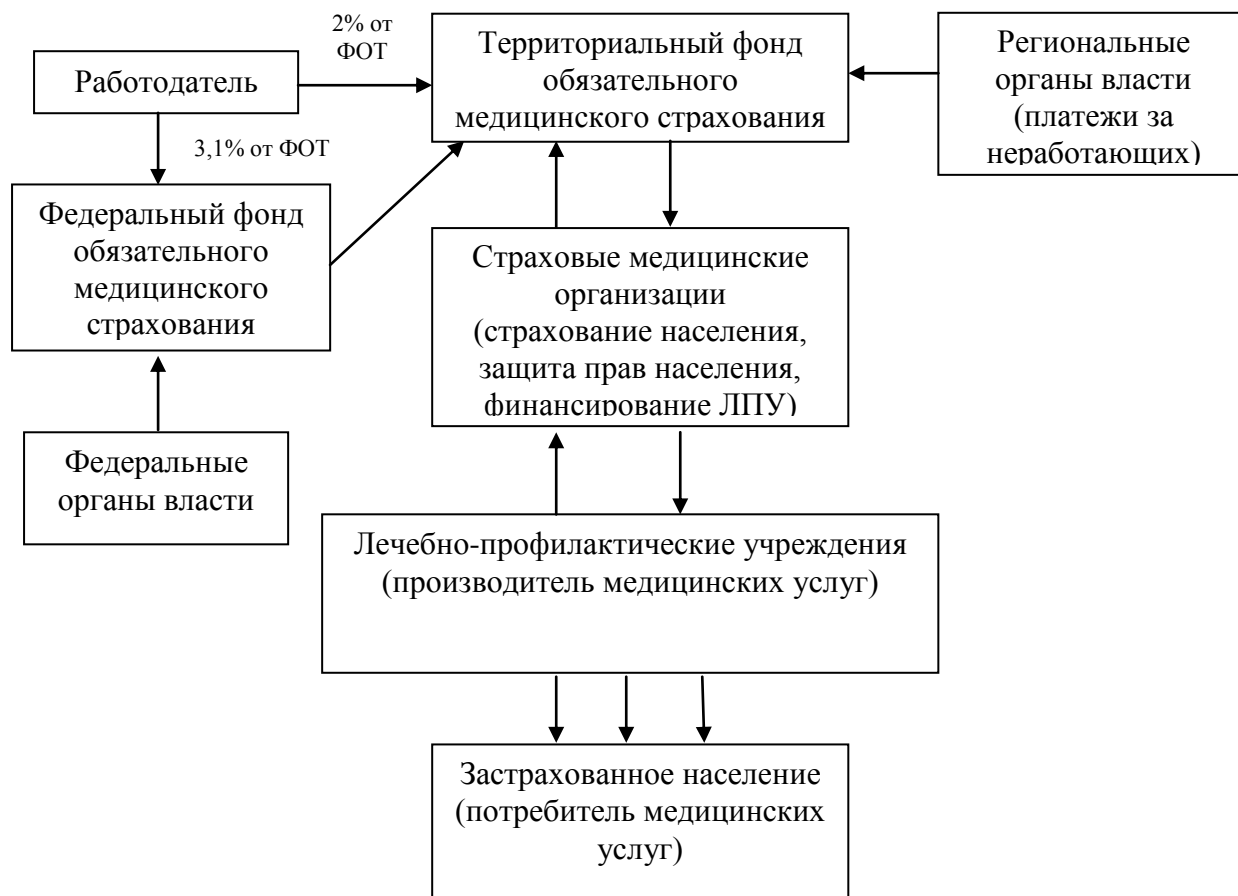 2% от
ФОТ
Работодатель
Территориальный фонд
обязательного
медицинского страхования
Региональные
органы власти
(платежи за
неработающих)
3,1% от ФОТ
Федеральный фонд
обязательного
медицинского
страхования
Страховые медицинские
организации
(страхование населения,
защита прав населения,
финансирование ЛПУ)
Федеральные
органы власти
Лечебно-профилактические учреждения
(производитель медицинских услуг)
Застрахованное население
(потребитель медицинских
услуг)